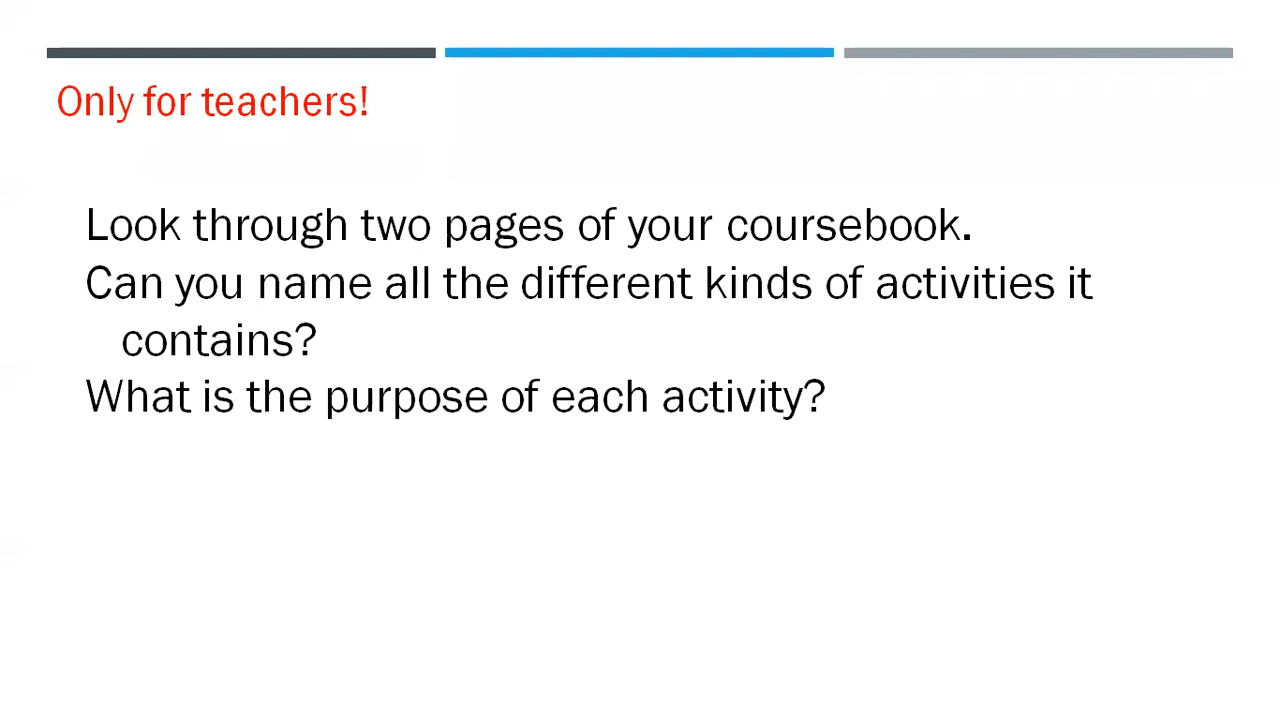 Only for teachers!
Look through two pages of your coursebook.
Can you name all the different kinds of activities it
contains?
What is the purpose of each activity?